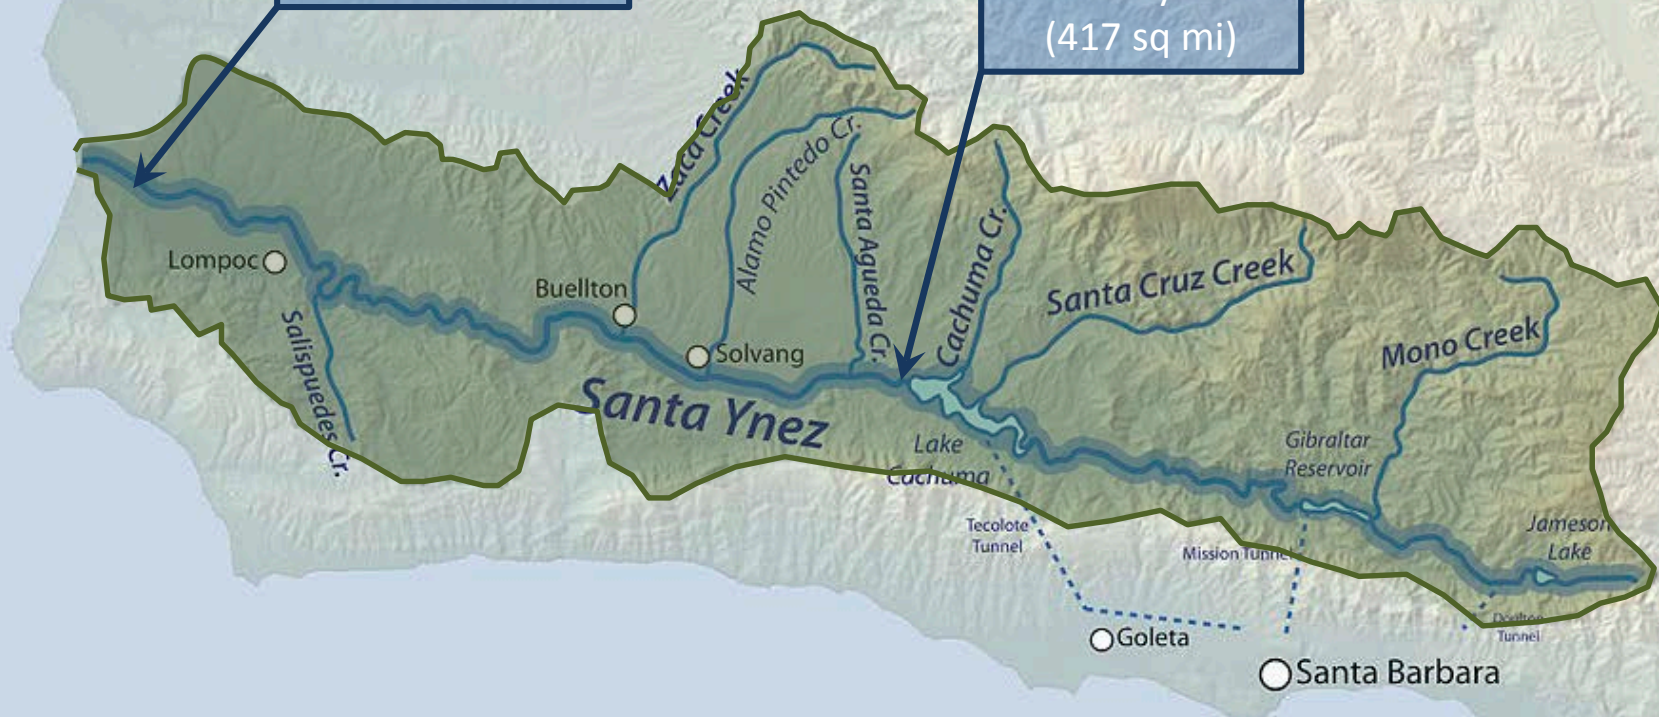 (417 sq mi)
Zaca Creek
Alamo Pintedo Cr.
Santa Agueda Cr.
Cachuma Cr.
Santa Cruz Creek
Mono Creek
Lompoc
Buellton
Solvang
Salispuedes Cr.
Santa Ynez
Lake
Cachuma
Gibraltar
Reservoir
Jameson
Lake
Tecolote
Tunnel
Mission Tunnel
Doulton
Tunnel
Goleta
Santa Barbara